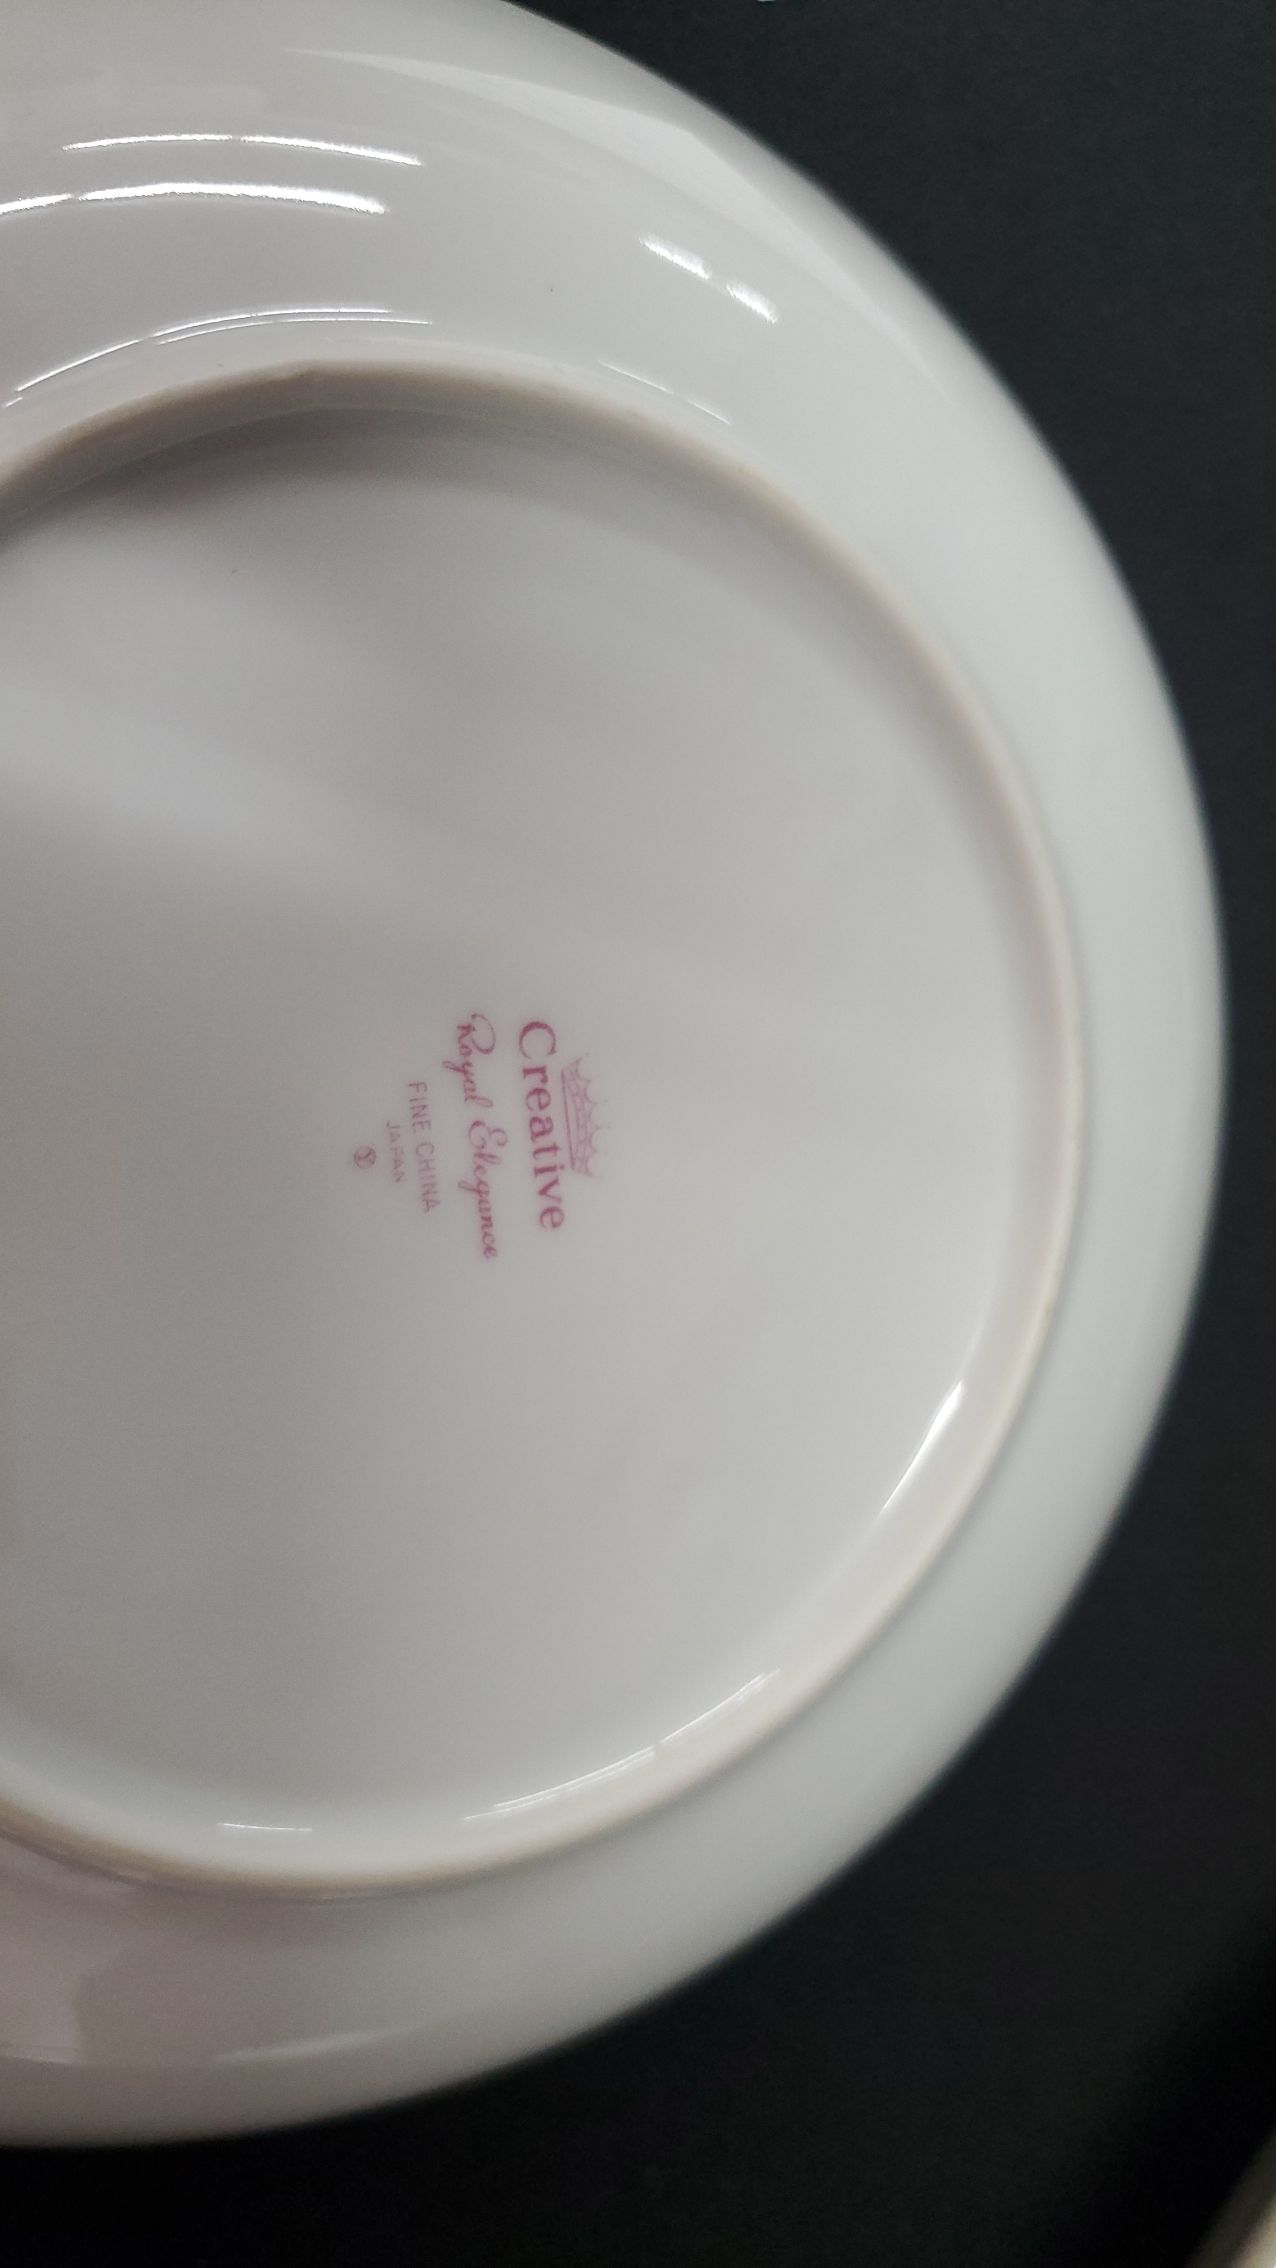 Creative
Royal Elegance
FINE CHINA
JAPAN
Y